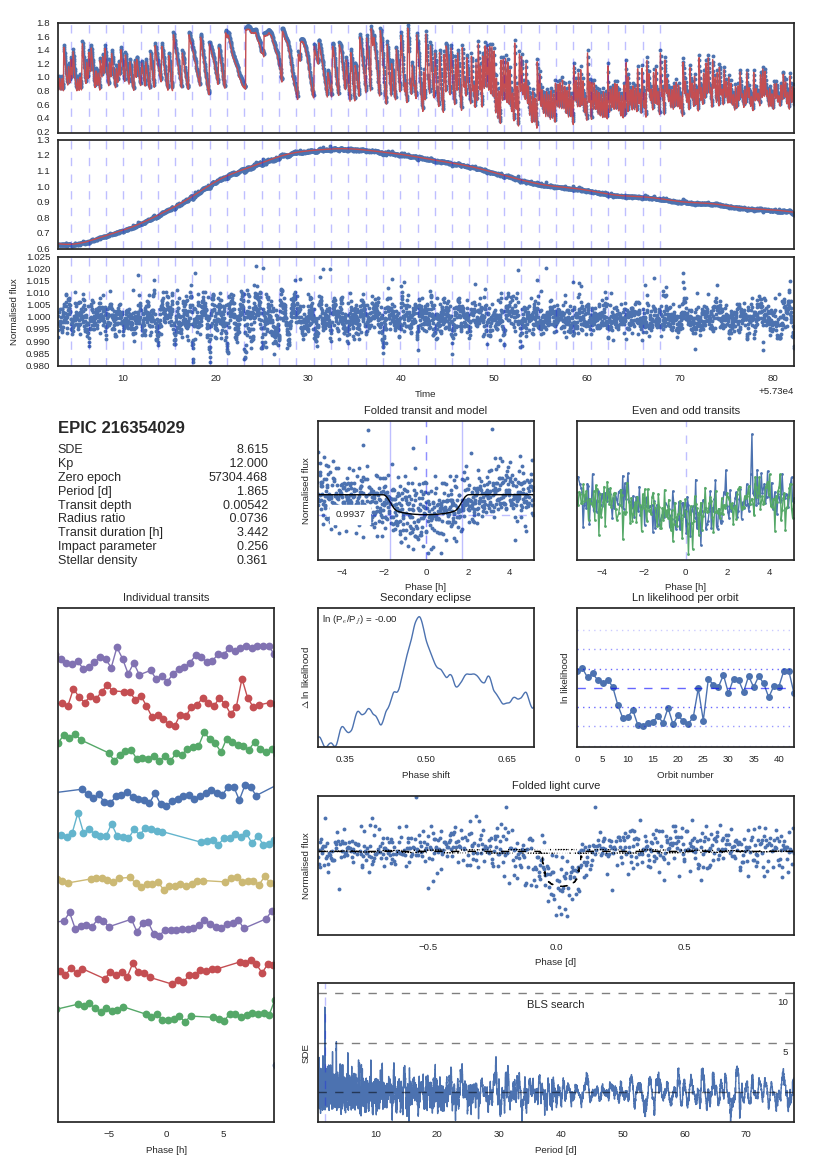 1.8
1.6
1.4
1.2
1.0
0.8
0.6
0.4
0.2
1.3
1.2
1.1
1.0
0.9
0.8
0.7
0.6
1.025
1.020
1.015
1.010
1.005
1.000
0.995
0.990
0.985
0.980
Normalised flux
10 20 30 40 50 60 70 80
Time
+5.73e4
EPIC 216354029
SDE 8.615
Kp 12.000
Zero epoch 57304.468
Period [d] 1.865
Transit depth 0.00542
Radius ratio 0.0736
Transit duration [h] 3.442
Impact parameter 0.256
Stellar density 0.361
Folded transit and model
Normalised flux
0.9937
−4 −2 0 2 4
Phase [h]
Even and odd transits
−4 −2 0 2 4
Phase [h]
Individual transits
−5 0 5
Phase [h]
Secondary eclipse
ln (Pₑ/P𝑓) = -0.00
Δ ln likelihood
0.35 0.50 0.65
Phase shift
Ln likelihood per orbit
ln likelihood
0 5 10 15 20 25 30 35 40
Orbit number
Folded light curve
Normalised flux
−0.5 0.0 0.5
Phase [d]
BLS search
10
5
SDE
10 20 30 40 50 60 70
Period [d]